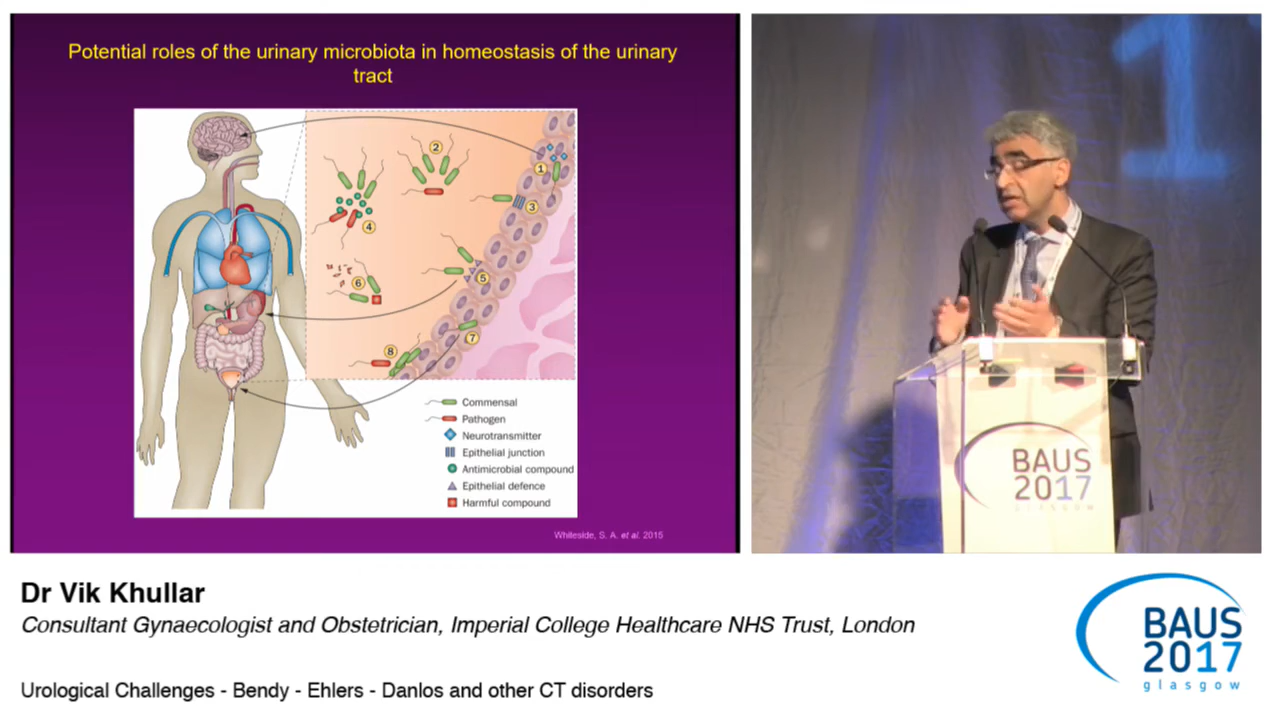 Potential roles of the urinary microbiota in homeostasis of the urinary
tract
1
2
3
4
5
6
7
8
Commensal
Pathogen
Neurotransmitter
Epithelial junction
Antimicrobial compound
Epithelial defence
Harmful compound
Whiteside, S. A. et al. 2015
1
BAUS
2017
glasgow
Dr Vik Khullar
Consultant Gynaecologist and Obstetrician, Imperial College Healthcare NHS Trust, London
Urological Challenges - Bendy - Ehlers - Danlos and other CT disorders
BAUS
2017
glasgow